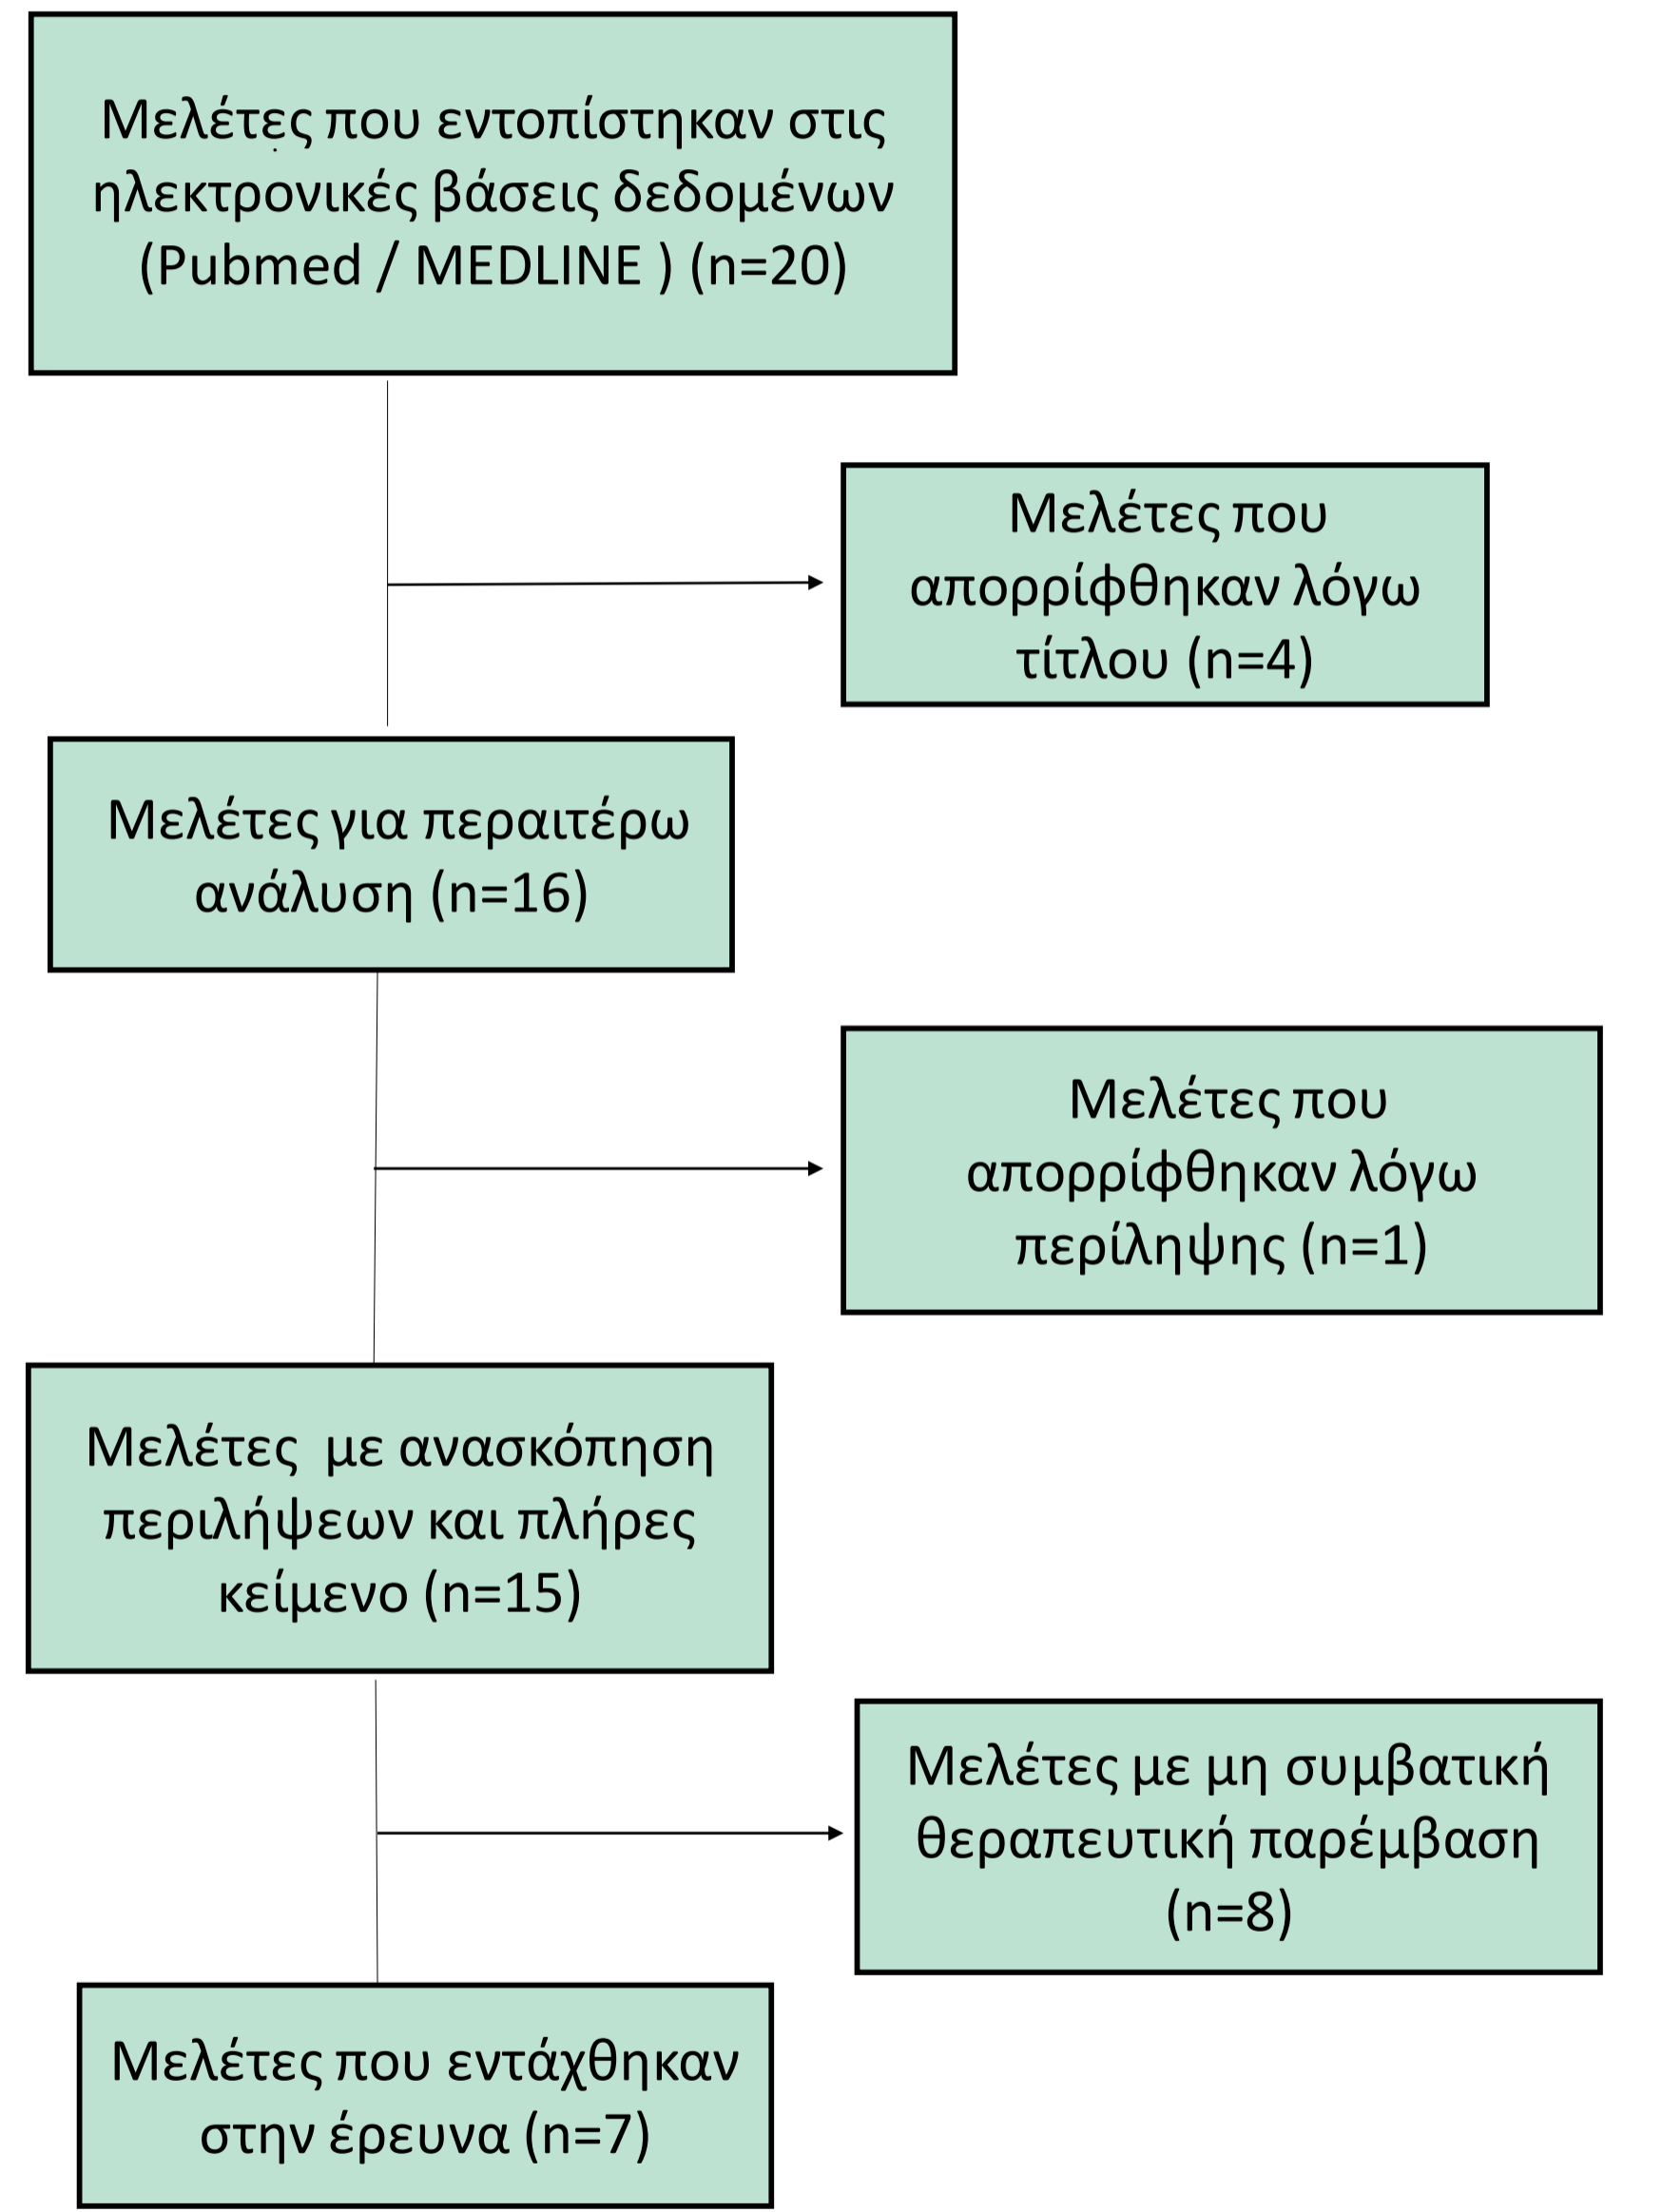 Μελέτες που εντοπίστηκαν στις
ηλεκτρονικές βάσεις δεδομένων
(Pubmed / MEDLINE ) (n=20)
Μελέτες που
απορρίφθηκαν λόγω
τίτλου (n=4)
Μελέτες για περαιτέρω
ανάλυση (n=16)
Μελέτες που
απορρίφθηκαν λόγω
περίληψης (n=1)
Μελέτες  με ανασκόπηση
περιλήψεων και πλήρες
κείμενο (n=15)
Μελέτες με μη συμβατική
θεραπευτική παρέμβαση
(n=8)
Μελέτες που εντάχθηκαν
στην έρευνα (n=7)